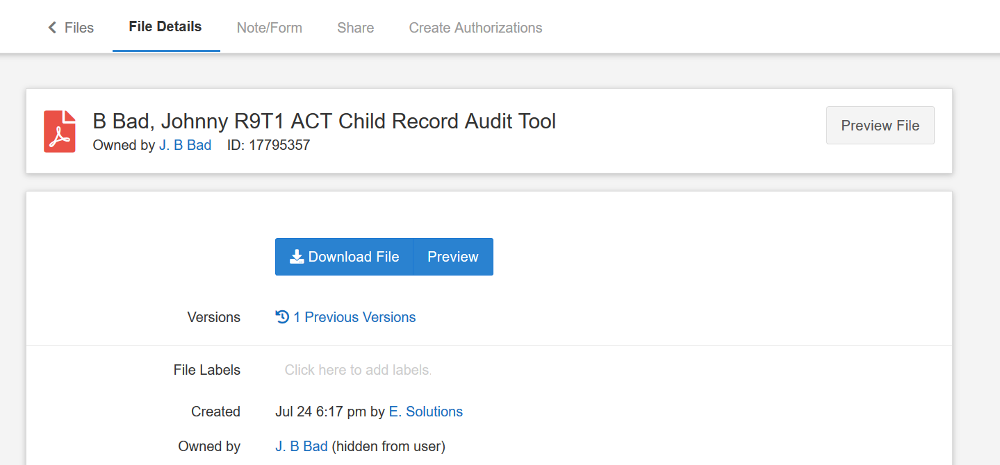 Files File Details Note/Form Share Create Authorizations
B Bad, Johnny R9T1 ACT Child Record Audit Tool
Owned by J. B Bad ID: 17795357
Preview File
Download File Preview
Versions 1 Previous Versions
File Labels Click here to add labels.
Created Jul 24 6:17 pm by E. Solutions
Owned by J. B Bad (hidden from user)